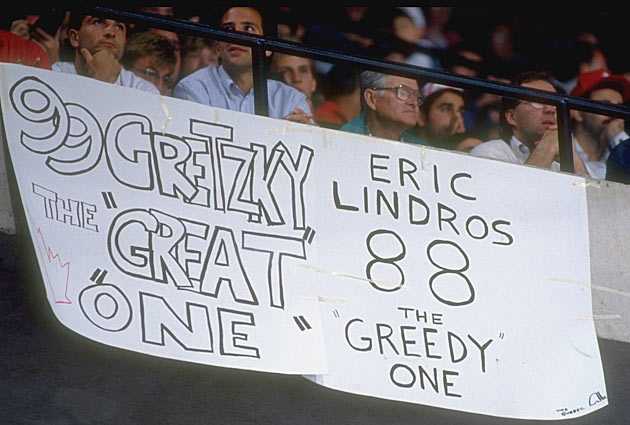 99 GRETZKY
THE "GREAT"
"ONE"
ERIC
LINDROS
88
THE
"GREEDY"
ONE